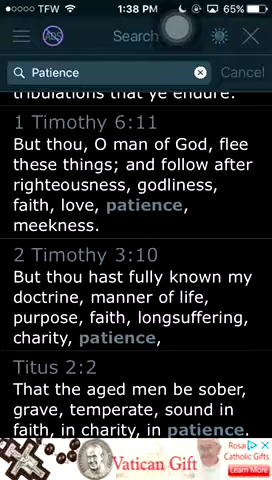 TFW 1:38 PM 65%
ADS Search
Patience Cancel
tribulations that ye endure.
1 Timothy 6:11
But thou, O man of God, flee
these things; and follow after
righteousness, godliness,
faith, love, patience,
meekness.
2 Timothy 3:10
But thou hast fully known my
doctrine, manner of life,
purpose, faith, longsuffering,
charity, patience,
Titus 2:2
That the aged men be sober,
grave, temperate, sound in
faith, in charity, in patience.
Vatican Gift
Rosar
Catholic Gifts
Learn More